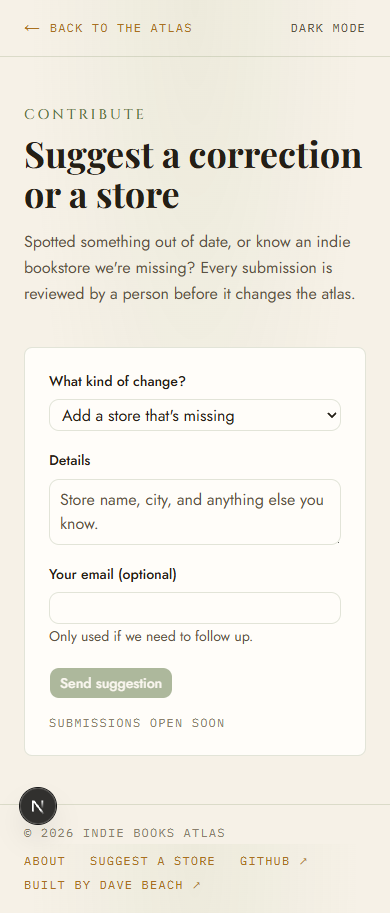 ← BACK TO THE ATLAS
DARK MODE
CONTRIBUTE
Suggest a correction
or a store
Spotted something out of date, or know an indie
bookstore we're missing? Every submission is
reviewed by a person before it changes the atlas.
What kind of change?
Add a store that's missing
Details
Store name, city, and anything else you
know.
Your email (optional)
Only used if we need to follow up.
Send suggestion
SUBMISSIONS OPEN SOON
N
© 2026 INDIE BOOKS ATLAS
ABOUT SUGGEST A STORE GITHUB ↗
BUILT BY DAVE BEACH ↗